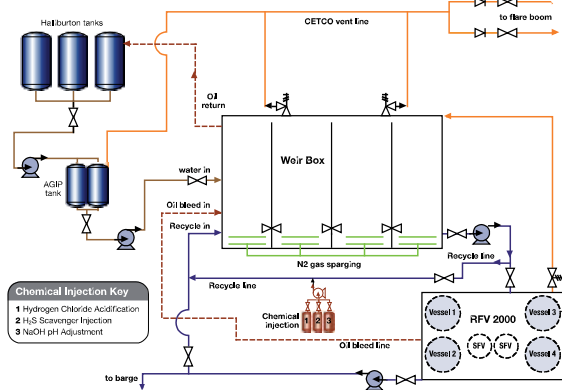 to flare boom
CETCO vent line
Halliburton tanks
Oil
return
Weir Box
water in
AGIP
tank
Oil bleed in
Recycle in
N2 gas sparging
Recycle line
Recycle line
Chemical Injection Key
1 Hydrogen Chloride Acidification
2 H₂S Scavenger Injection
3 NaOH pH Adjustment
Chemical
injection
1 2 3
Vessel 1
RFV 2000
Vessel 3
Oil bleed line
Vessel 2
SFV
SFV
Vessel 4
to barge